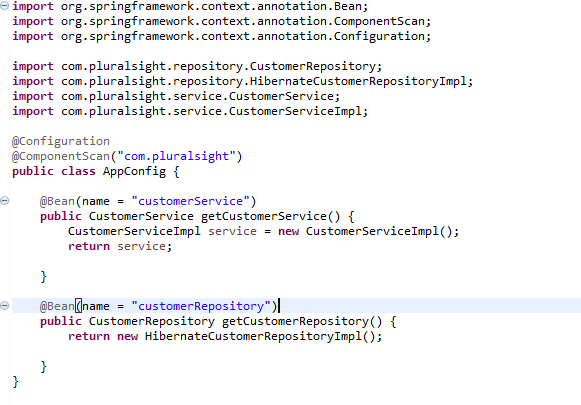 import org.springframework.context.annotation.Bean;
import org.springframework.context.annotation.ComponentScan;
import org.springframework.context.annotation.Configuration;
import com.pluralsight.repository.CustomerRepository;
import com.pluralsight.repository.HibernateCustomerRepositoryImpl;
import com.pluralsight.service.CustomerService;
import com.pluralsight.service.CustomerServiceImpl;
@Configuration
@ComponentScan("com.pluralsight")
public class AppConfig {
@Bean(name = "customerService")
public CustomerService getCustomerService() {
CustomerServiceImpl service = new CustomerServiceImpl();
return service;
}
@Bean(name = "customerRepository")
public CustomerRepository getCustomerRepository() {
return new HibernateCustomerRepositoryImpl();
}
}